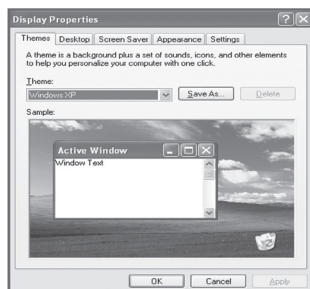 Display Properties
Themes Desktop Screen Saver Appearance Settings
A theme is a background plus a set of sounds, icons, and other elements
to help you personalize your computer with one click.
Theme:
Windows XP Save As... Delete
Sample:
Active Window
Window Text
OK Cancel Apply